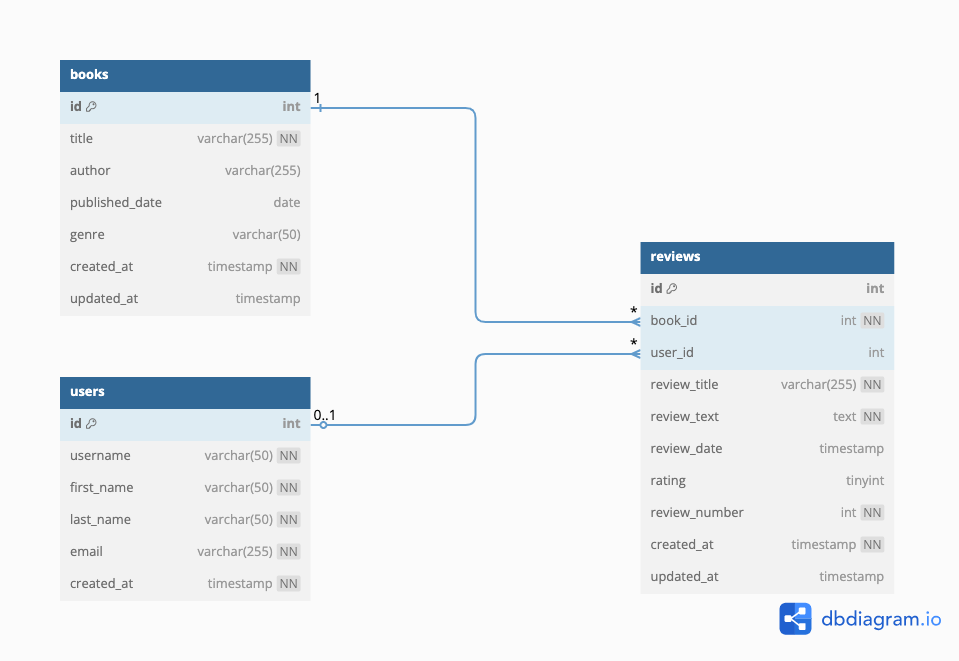 books
id int
title varchar(255) NN
author varchar(255)
published_date date
genre varchar(50)
created_at timestamp NN
updated_at timestamp
1
users
id int
username varchar(50) NN
first_name varchar(50) NN
last_name varchar(50) NN
email varchar(255) NN
created_at timestamp NN
0..1
reviews
id int
* book_id int NN
* user_id int
review_title varchar(255) NN
review_text text NN
review_date timestamp
rating tinyint
review_number int NN
created_at timestamp NN
updated_at timestamp
dbdiagram.io